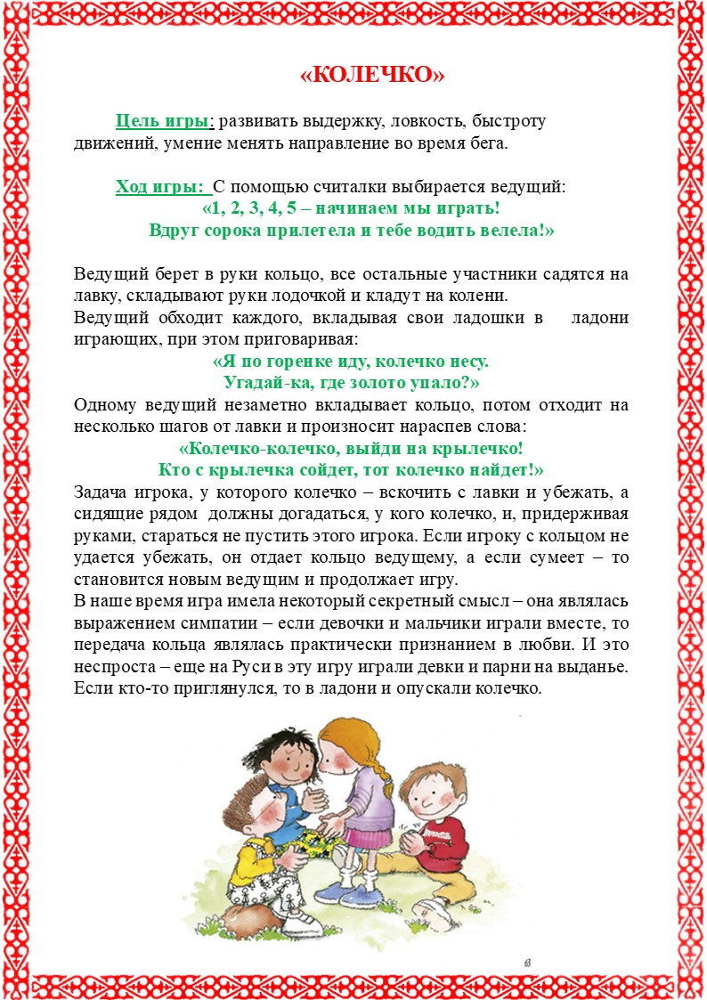 «КОЛЕЧКО»
Цель игры: развивать выдержку, ловкость, быстроту
движений, умение менять направление во время бега.
Ход игры: С помощью считалки выбирается ведущий:
«1, 2, 3, 4, 5 – начинаем мы играть!
Вдруг сорока прилетела и тебе водить велела!»
Ведущий берет в руки кольцо, все остальные участники садятся на
лавку, складывают руки лодочкой и кладут на колени.
Ведущий обходит каждого, вкладывая свои ладошки в ладони
играющих, при этом приговаривая:
«Я по горенке иду, колечко несу.
Угадай-ка, где золото упало?»
Одному ведущий незаметно вкладывает кольцо, потом отходит на
несколько шагов от лавки и произносит нараспев слова:
«Колечко-колечко, выйди на крылечко!
Кто с крылечка сойдет, тот колечко найдет!»
Задача игрока, у которого колечко – вскочить с лавки и убежать, а
сидящие рядом должны догадаться, у кого колечко, и, придерживая
руками, стараться не пустить этого игрока. Если игроку с кольцом не
удается убежать, он отдает кольцо ведущему, а если сумеет – то
становится новым ведущим и продолжает игру.
В наше время игра имела некоторый секретный смысл – она являлась
выражением симпатии – если девочки и мальчики играли вместе, то
передача кольца являлась практически признанием в любви. И это
неспроста – еще на Руси в эту игру играли девки и парни на выданье.
Если кто-то приглянулся, то в ладони и опускали колечко.